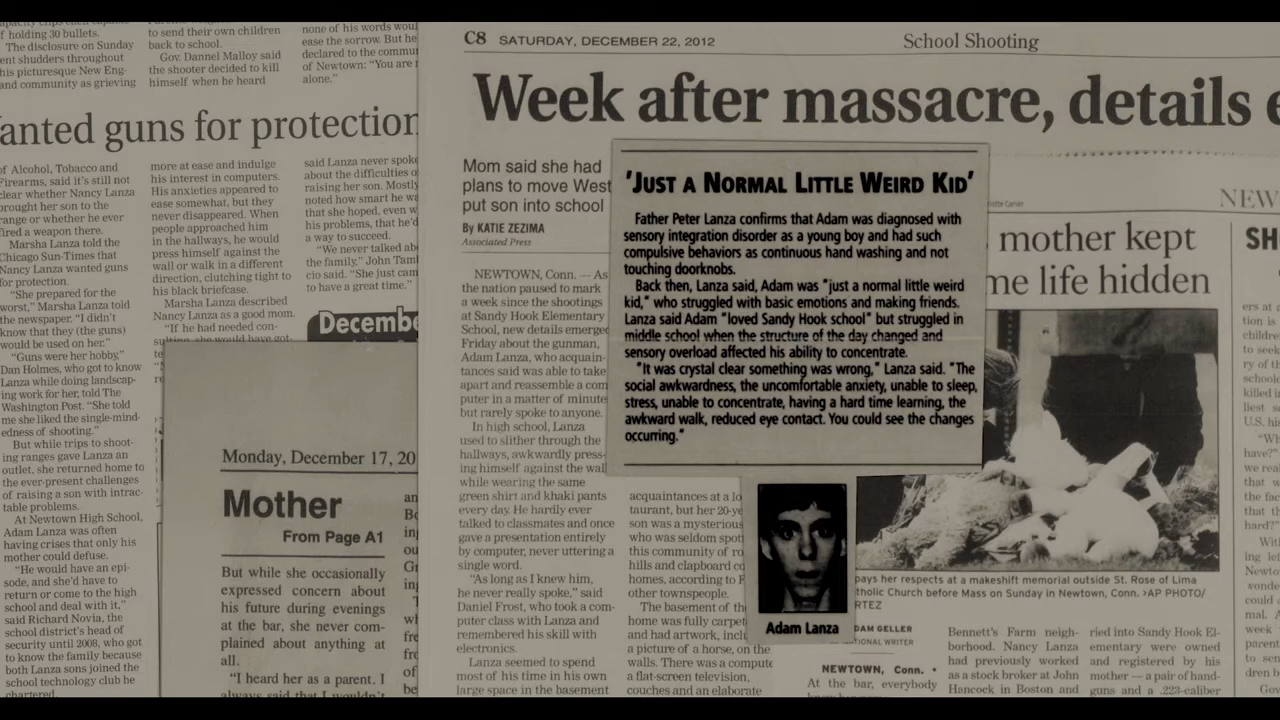 of holding 30 bullets.
The disclosure on Sunday
ent shudders throughout
his picturesque New Eng-
and community as grieving
to send their own children
back to school.
Gov. Dannel Malloy said
the shooter decided to kill
himself when he heard
none of his words woul
ease the sorrow. But he
declared to the commu
of Newtown: “You are n
alone.”
anted guns for protection
of Alcohol, Tobacco and
Firearms, said it's still not
clear whether Nancy Lanza
brought her son to the
range or whether he ever
fired a weapon there.
Marsha Lanza told the
Chicago Sun-Times that
Nancy Lanza wanted guns
for protection.
“She prepared for the
worst,” Marsha Lanza told
the newspaper. “I didn't
know that they (the guns)
would be used on her.”
“Guns were her hobby,”
Dan Holmes, who got to know
Lanza while doing landscap-
ing work for her, told The
Washington Post. “She told
me she liked the single-mind-
edness of shooting.”
But while trips to shoot-
ing ranges gave Lanza an
outlet, she returned home to
the ever-present challenges
of raising a son with intrac-
table problems.
At Newtown High School,
Adam Lanza was often
having crises that only his
mother could defuse.
“He would have an epi-
sode, and she'd have to
return or come to the high
school and deal with it,”
said Richard Novia, the
school district's head of
security until 2008, who got
to know the family because
both Lanza sons joined the
school technology club he
chartered.
more at ease and indulge
his interest in computers.
His anxieties appeared to
ease somewhat, but they
never disappeared. When
people approached him
in the hallways, he would
press himself against the
wall or walk in a different
direction, clutching tight to
his black briefcase.
Marsha Lanza described
Nancy Lanza as a good mom.
“If he had needed con-
sulting, she would have got-
said Lanza never spoke
about the difficulties o
raising her son. Mostly
noted how smart he wa
that she hoped, even w
his problems, that he'd
a way to succeed.
“We never talked abo
the family,” John Tam
cio said. “She just cam
to have a great time.”
Decembe
Monday, December 17, 20
Mother
From Page A1
But while she occasionally
expressed concern about
his future during evenings
at the bar, she never com-
plained about anything at
all.
“I heard her as a parent. I
always said that I wouldn't
C8 SATURDAY, DECEMBER 22, 2012
School Shooting
Week after massacre, details
Mom said she had
plans to move West
put son into school
By KATIE ZEZIMA
Associated Press
NEWTOWN, Conn. — As
the nation paused to mark
a week since the shootings
at Sandy Hook Elementary
School, new details emerged
Friday about the gunman,
Adam Lanza, who acquain-
tances said was able to take
apart and reassemble a com
puter in a matter of minute
but rarely spoke to anyone.
In high school, Lanza
used to slither through the
hallways, awkwardly press-
ing himself against the wall
while wearing the same
green shirt and khaki pants
every day. He hardly ever
talked to classmates and once
gave a presentation entirely
by computer, never uttering a
single word.
“As long as I knew him,
he never really spoke,” said
Daniel Frost, who took a com-
puter class with Lanza and
remembered his skill with
electronics.
Lanza seemed to spend
most of his time in his own
large space in the basement
'JUST A NORMAL LITTLE WEIRD KID'
Father Peter Lanza confirms that Adam was diagnosed with
sensory integration disorder as a young boy and had such
compulsive behaviors as continuous hand washing and not
touching doorknobs.
Back then, Lanza said, Adam was "just a normal little weird
kid," who struggled with basic emotions and making friends.
Lanza said Adam "loved Sandy Hook school" but struggled in
middle school when the structure of the day changed and
sensory overload affected his ability to concentrate.
"It was crystal clear something was wrong," Lanza said. "The
social awkwardness, the uncomfortable anxiety, unable to sleep,
stress, unable to concentrate, having a hard time learning, the
awkward walk, reduced eye contact. You could see the changes
occurring."
acquaintances at a lo
taurant, but her 20-ye
son was a mysterious
who was seldom spot
this community of ro
hills and clapboard co
homes, according to F
other townspeople.
The basement of th
home was fully carpet
and had artwork, inclu
a picture of a horse, on the
walls. There was a compute
a flat-screen television,
couches and an elaborate
Adam Lanza
NEW
mother kept
me life hidden
SH
pays her respects at a makeshift memorial outside St. Rose of Lima
tholic Church before Mass on Sunday in Newtown, Conn. >AP PHOTO/
RTEZ
DAM GELLER
IONAL WRITER
NEWTOWN, Conn. •
At the bar, everybody
Bennett's Farm neigh-
borhood. Nancy Lanza
had previously worked
as a stock broker at John
Hancock in Boston and
ried into Sandy Hook El-
ementary were owned
and registered by his
mother — a pair of hand-
guns and a .223-caliber